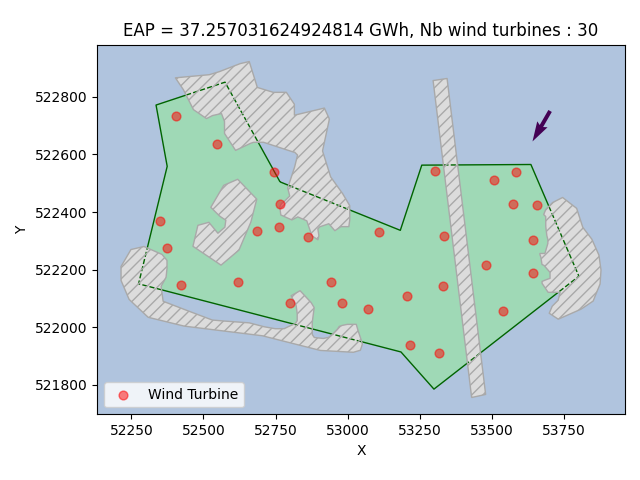 EAP = 37.257031624924814 GWh, Nb wind turbines : 30
522800
522600
522400
522200
522000
521800
Y
Wind Turbine
52250 52500 52750 53000 53250 53500 53750
X